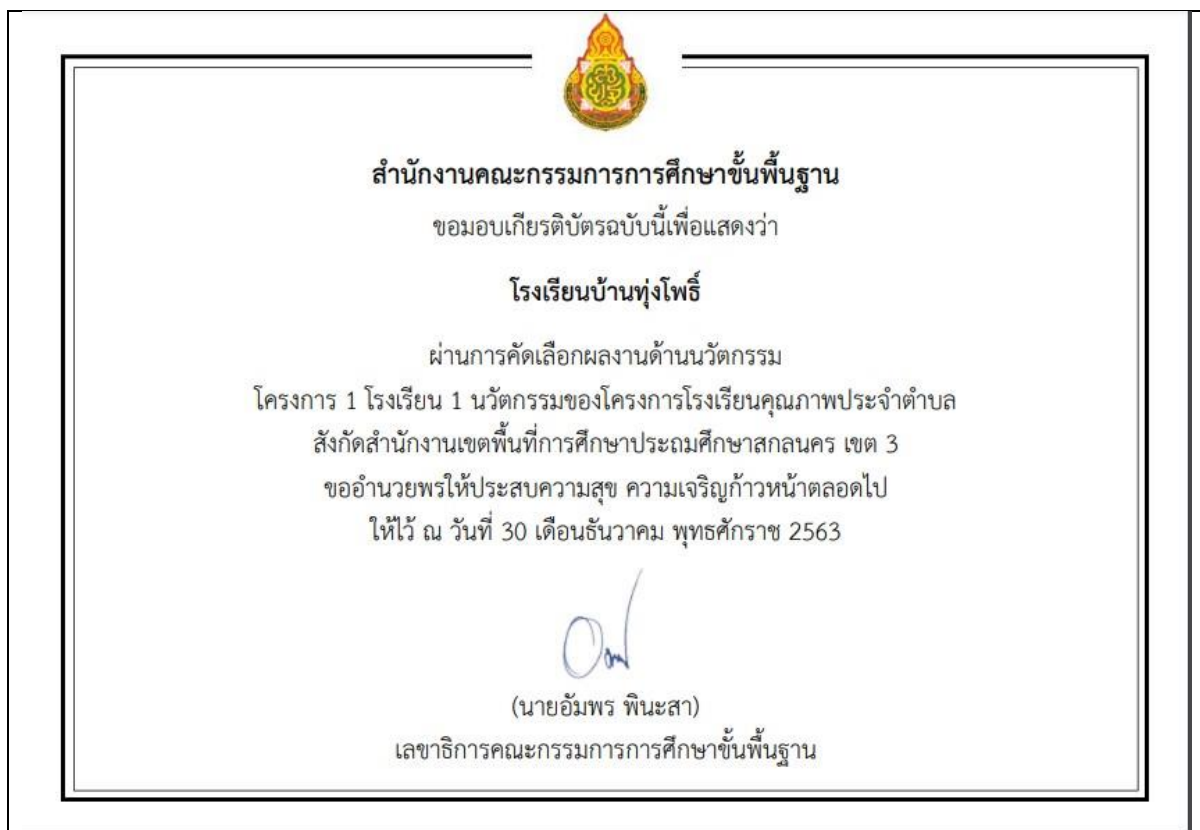 สำนักงานคณะกรรมการการศึกษาขั้นพื้นฐาน
ขอมอบเกียรติบัตรฉบับนี้เพื่อแสดงว่า
โรงเรียนบ้านทุ่งโพธิ์
ผ่านการคัดเลือกผลงานด้านนวัตกรรม
โครงการ 1 โรงเรียน 1 นวัตกรรมของโครงการโรงเรียนคุณภาพประจำตำบล
สังกัดสำนักงานเขตพื้นที่การศึกษาประถมศึกษาสกลนคร เขต 3
ขออำนวยพรให้ประสบความสุข ความเจริญก้าวหน้าตลอดไป
ให้ไว้ ณ วันที่ 30 เดือนธันวาคม พุทธศักราช 2563
(นายอัมพร พินะสา)
เลขาธิการคณะกรรมการการศึกษาขั้นพื้นฐาน